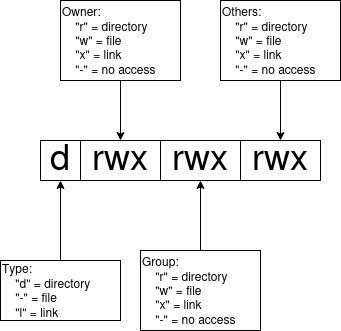 Owner:
"r" = directory
"w" = file
"x" = link
"-" = no access
Others:
"r" = directory
"w" = file
"x" = link
"-" = no access
d rwx rwx rwx
Type:
"d" = directory
"-" = file
"l" = link
Group:
"r" = directory
"w" = file
"x" = link
"-" = no access